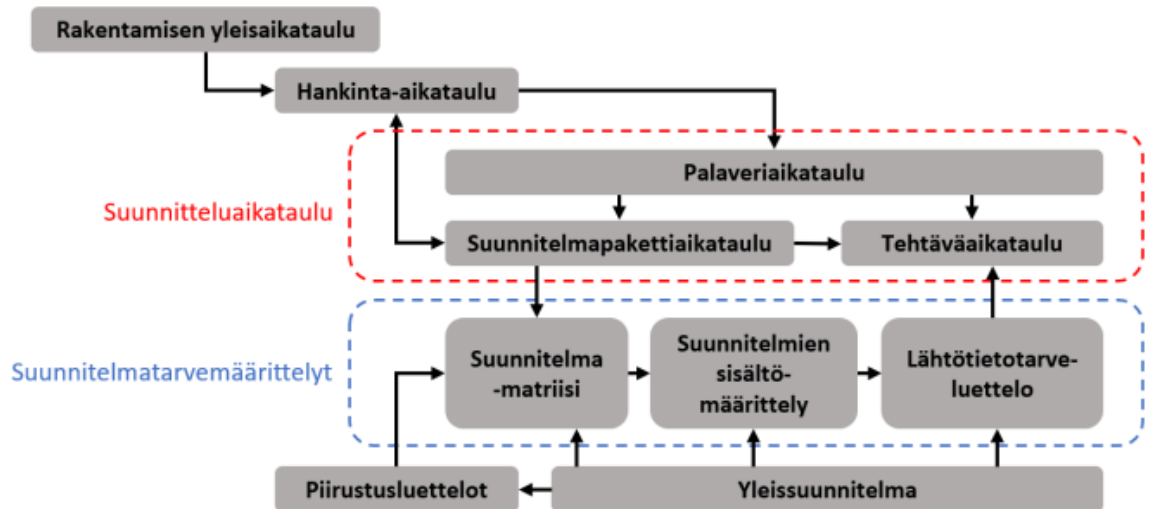 Rakentamisen yleisaikataulu
Hankinta-aikataulu
Palaveriaikataulu
Suunnitteluaikataulu
Suunnitelmapakettiaikataulu
Tehtäväaikataulu
Suunnitelmatarvemäärittelyt
Suunnitelma
-matriisi
Suunnitelmien
sisältö-
määrittely
Lähtötietotarve-
luettelo
Piirustusluettelot
Yleissuunnitelma